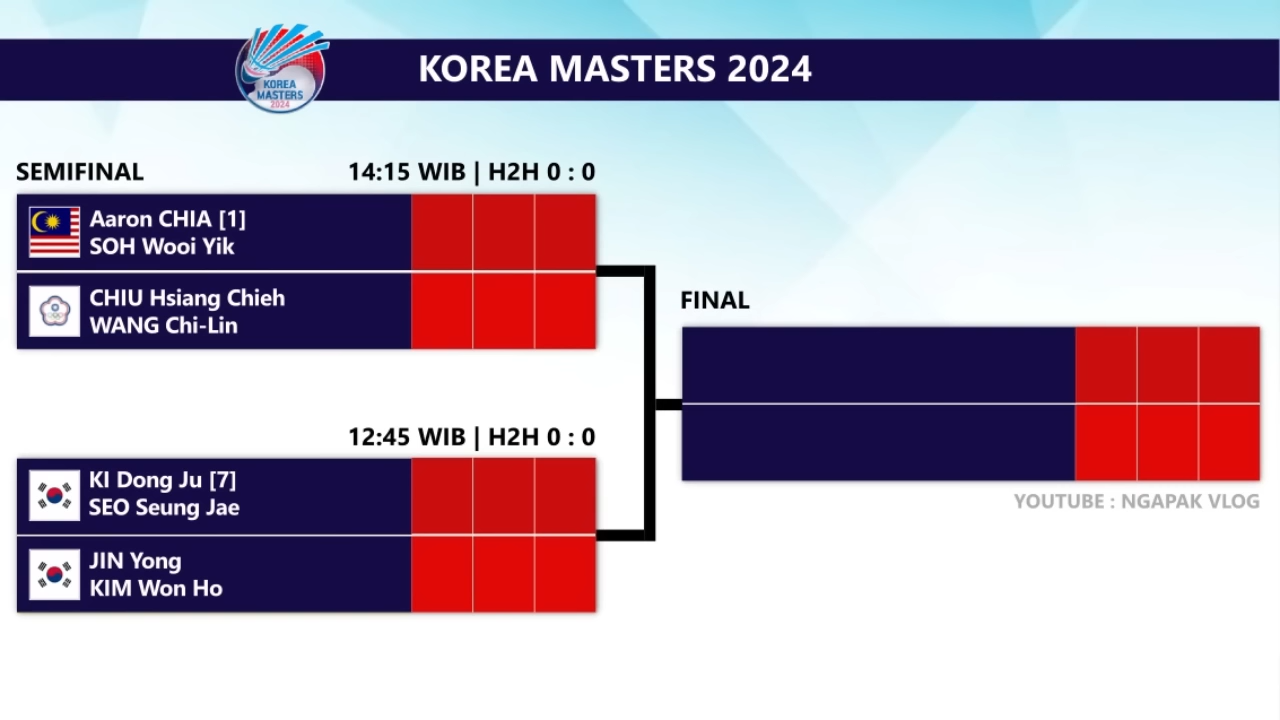 KOREA MASTERS 2024
KOREA
MASTERS
2024
SEMIFINAL
14:15 WIB | H2H 0 : 0
Aaron CHIA [1]
SOH Wooi Yik
CHIU Hsiang Chieh
WANG Chi-Lin
12:45 WIB | H2H 0 : 0
KI Dong Ju [7]
SEO Seung Jae
JIN Yong
KIM Won Ho
FINAL
YOUTUBE : NGAPAK VLOG